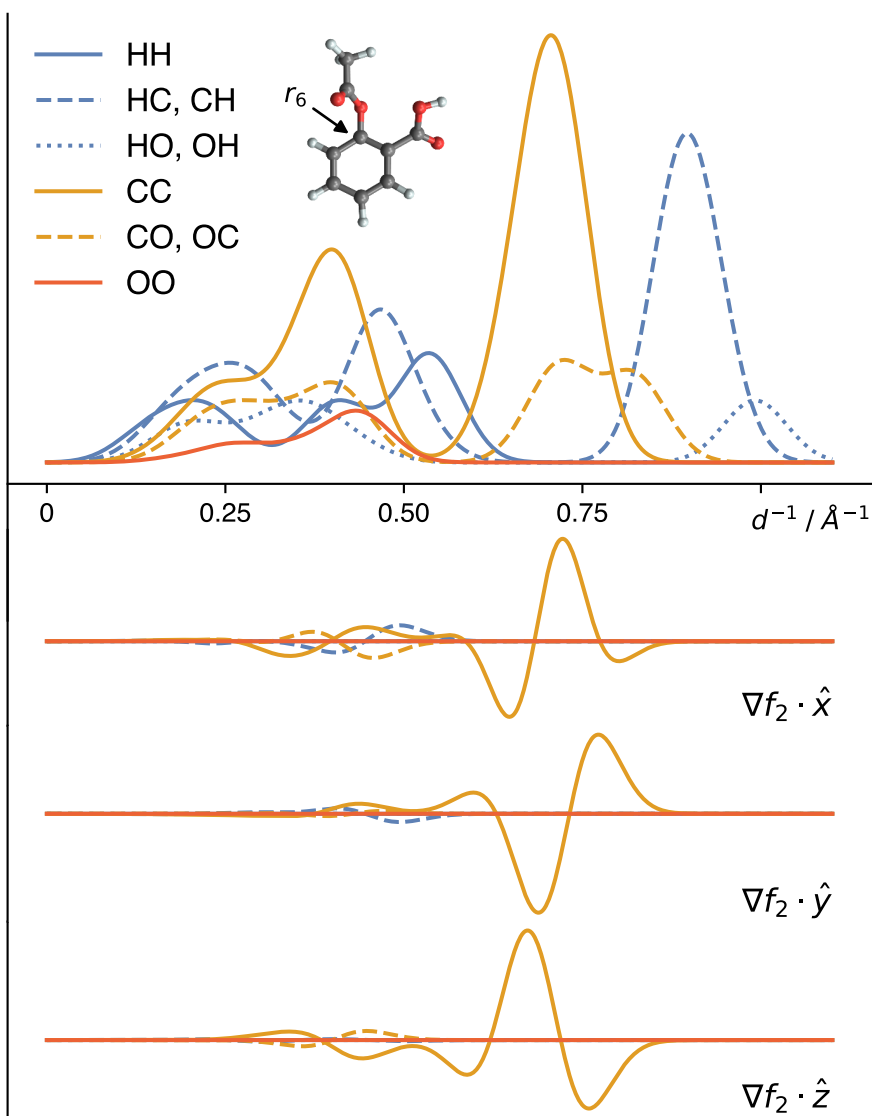 HH
HC, CH
HO, OH
CC
CO, OC
OO
r₆
0 0.25 0.50 0.75 d⁻¹ / Å⁻¹
∇f₂ · x̂
∇f₂ · ŷ
∇f₂ · ẑ